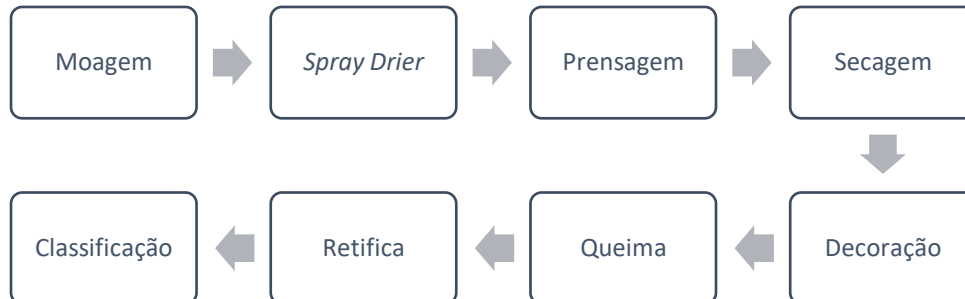 Moagem
Spray Drier
Prensagem
Secagem
Decoração
Queima
Retifica
Classificação